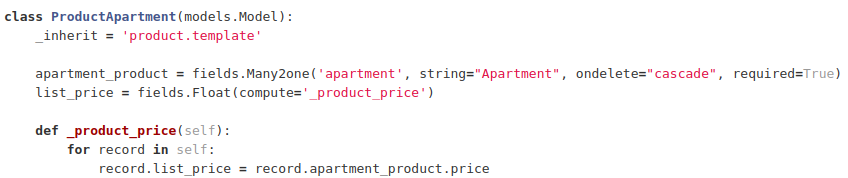 class ProductApartment(models.Model):
    _inherit = 'product.template'

    apartment_product = fields.Many2one('apartment', string="Apartment", ondelete="cascade", required=True)
    list_price = fields.Float(compute='_product_price')

    def _product_price(self):
        for record in self:
            record.list_price = record.apartment_product.price